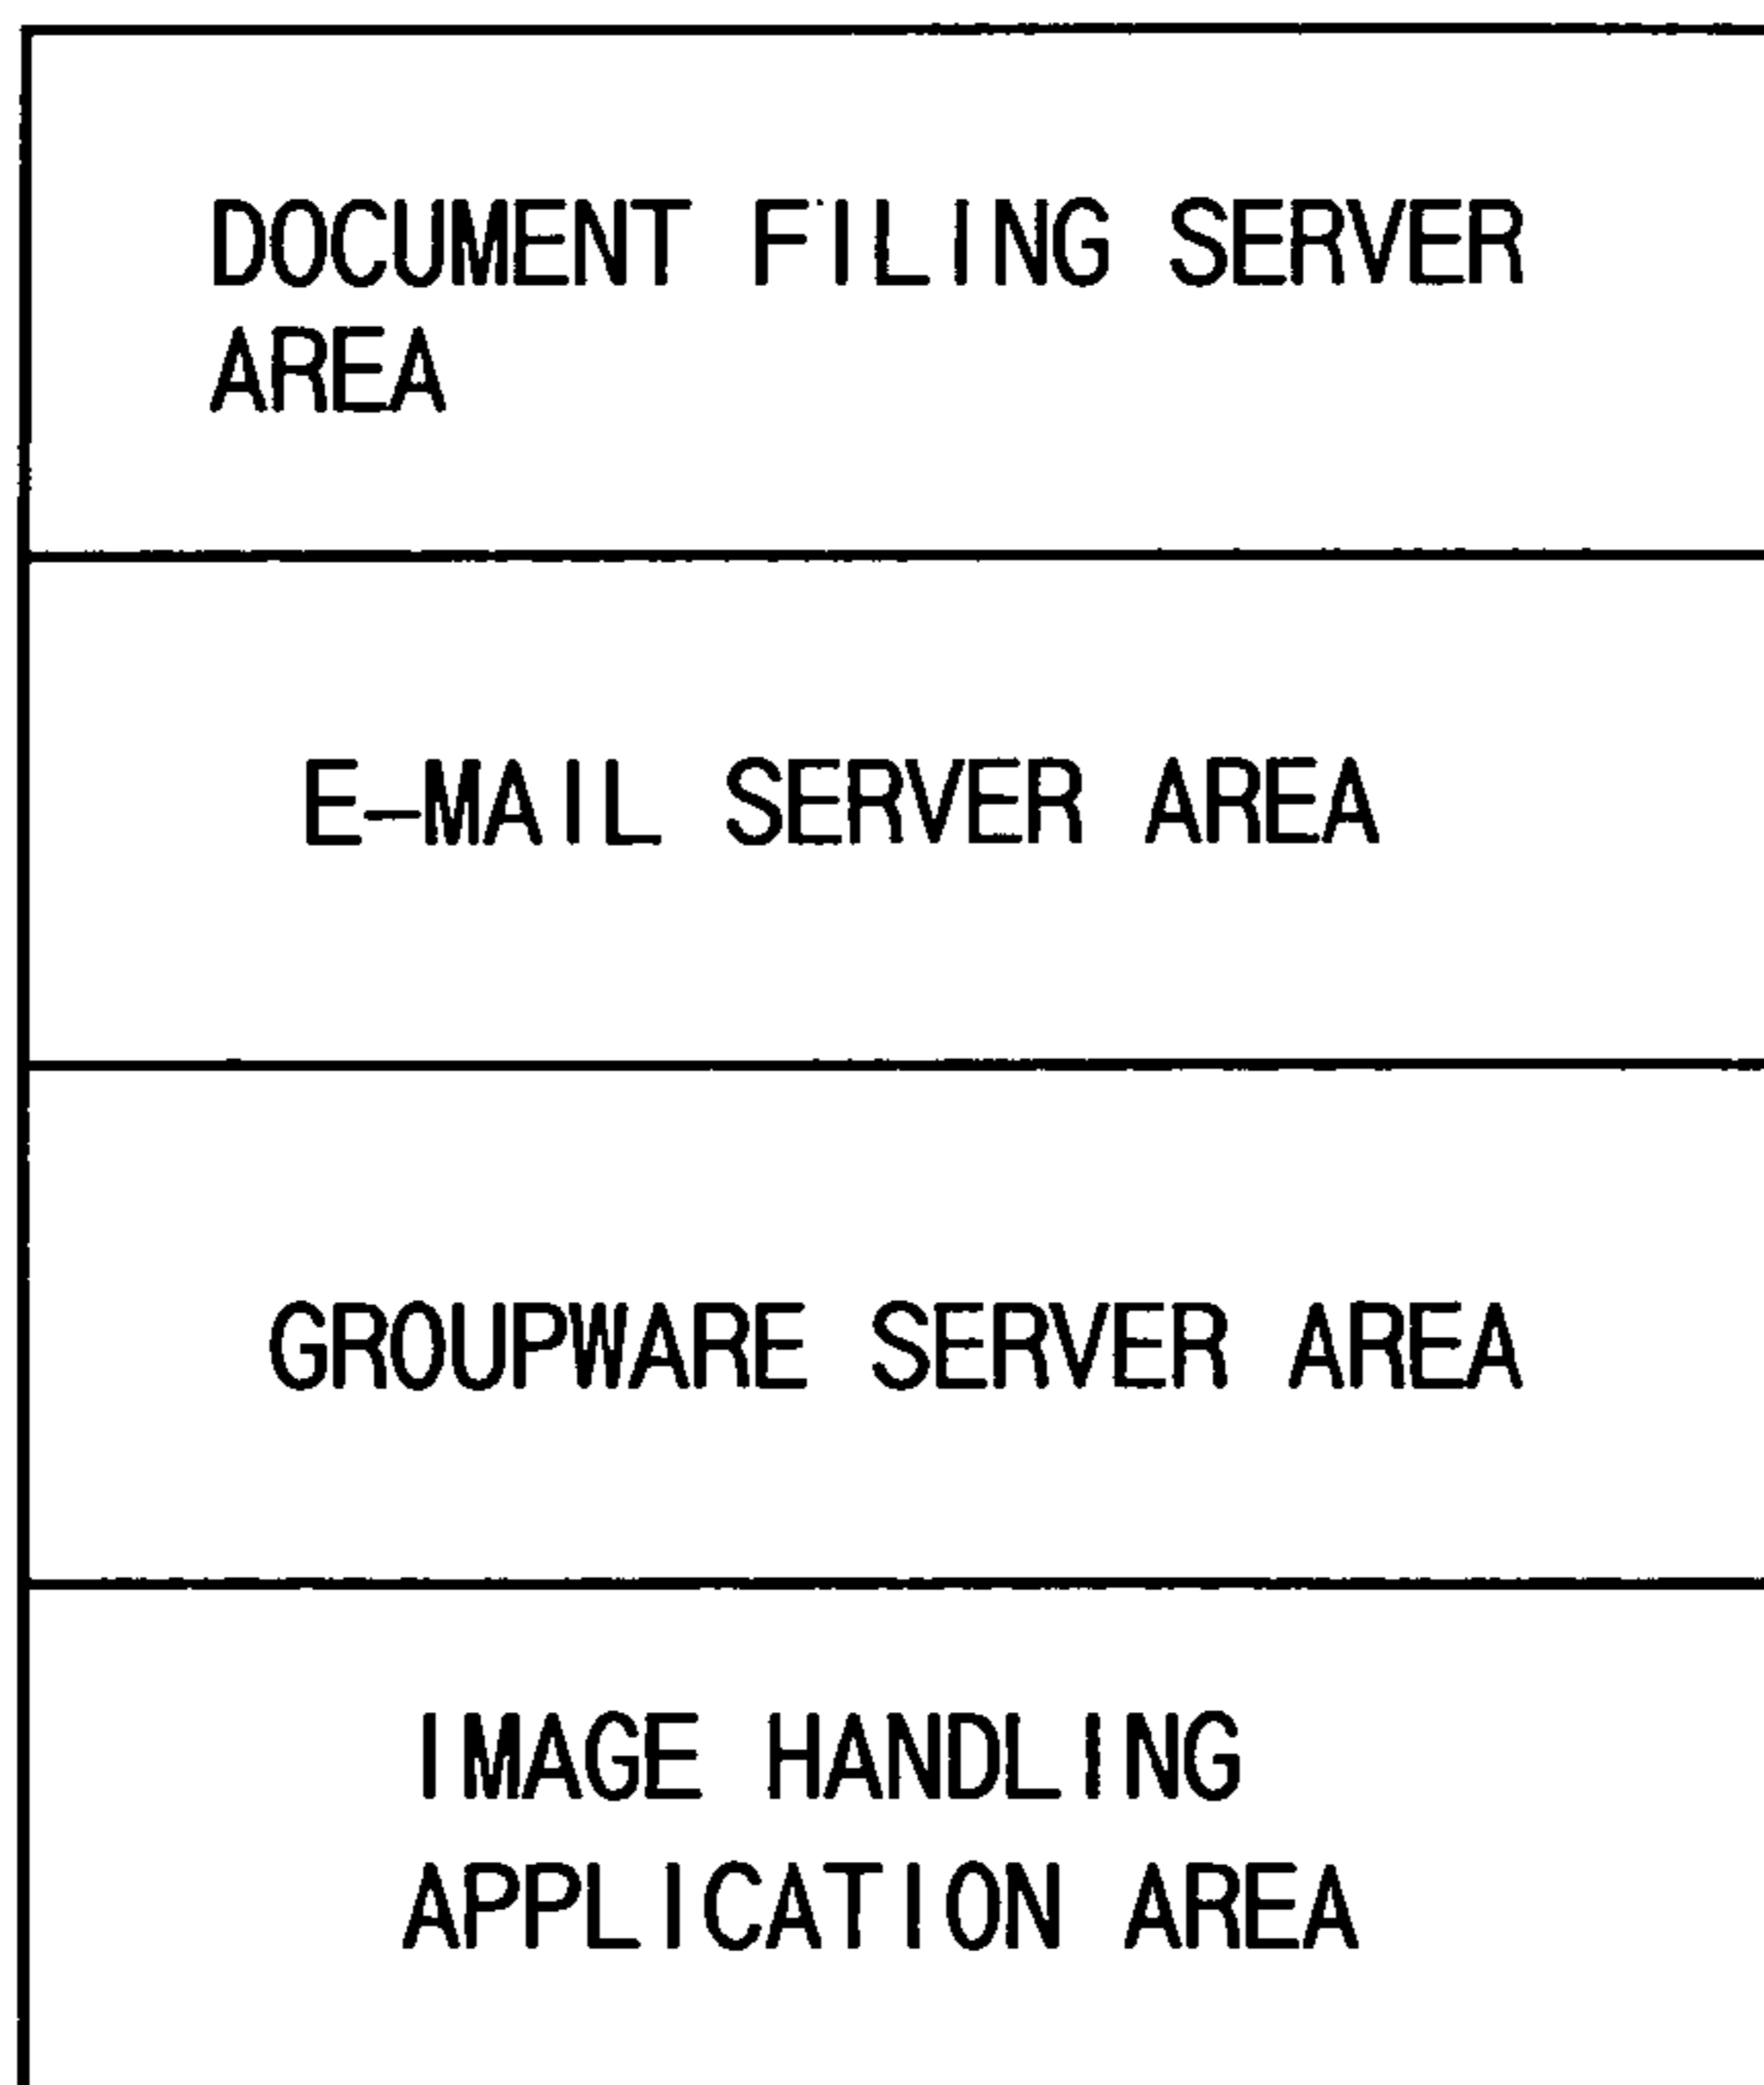 DOCUMENT FILING SERVER
AREA
E-MAIL SERVER AREA
GROUPWARE SERVER AREA
IMAGE HANDLING
APPLICATION AREA